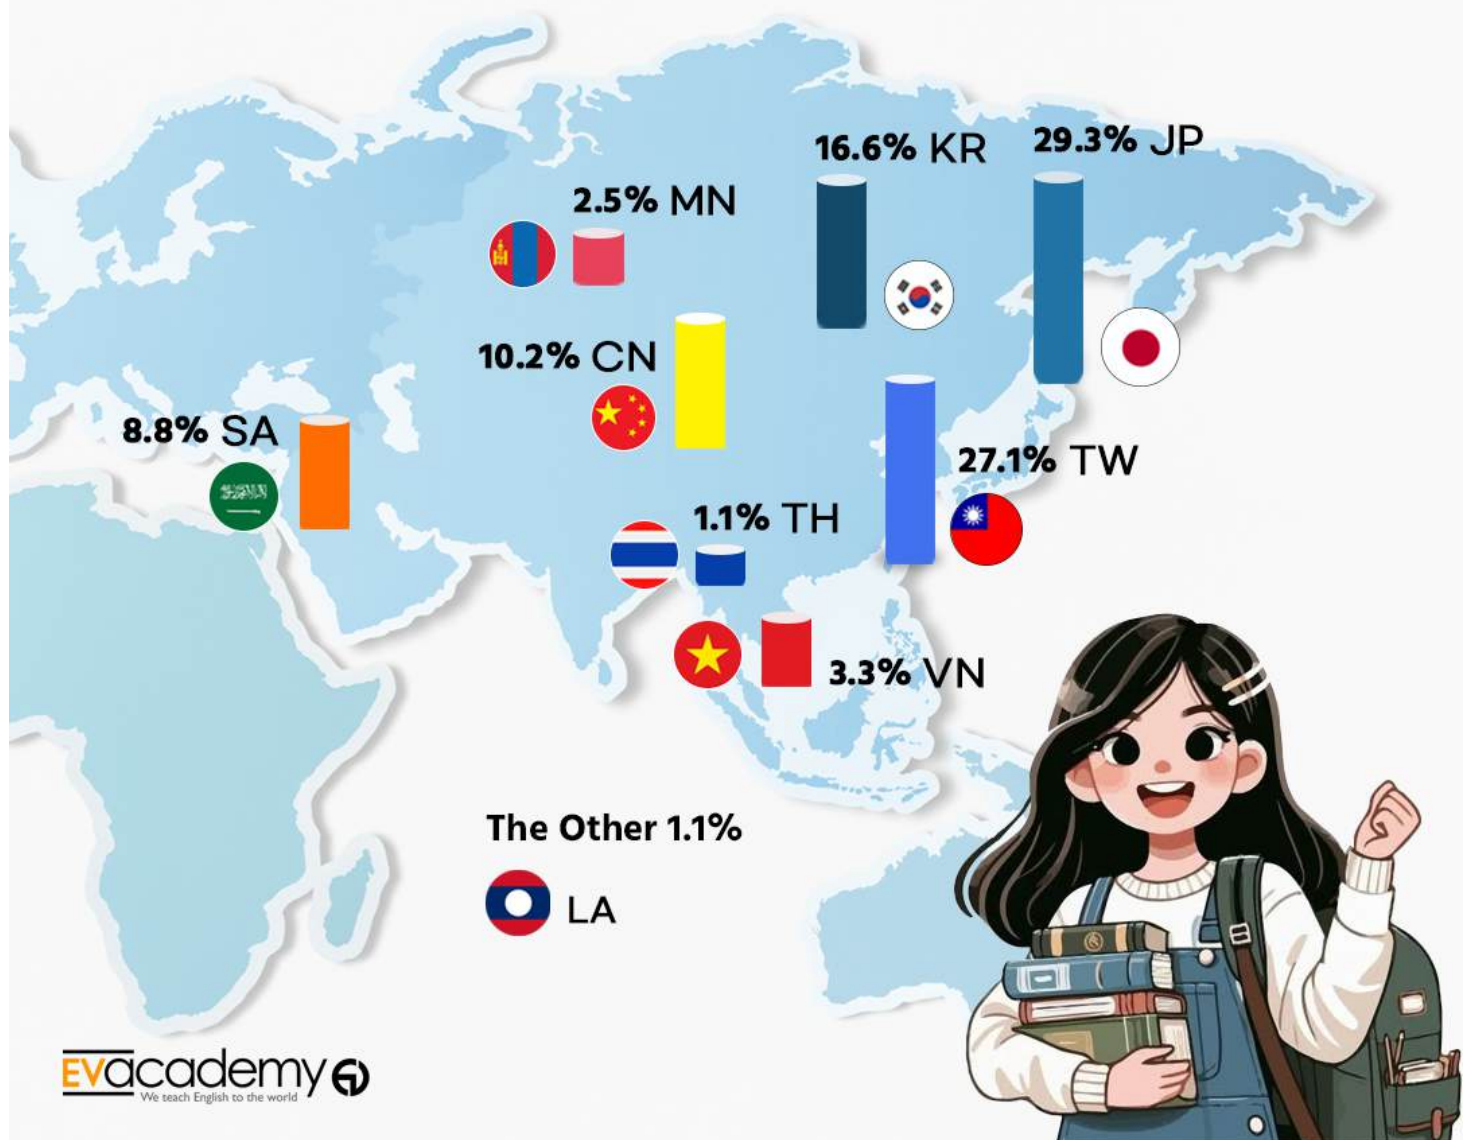 16.6% KR
29.3% JP
2.5% MN
10.2% CN
8.8% SA
27.1% TW
1.1% TH
3.3% VN
The Other 1.1%
LA
EVacademy
We teach English to the world